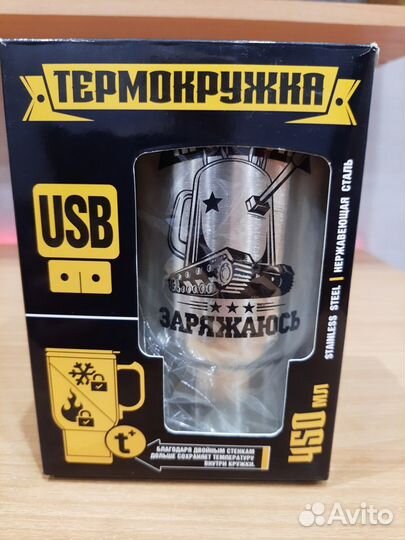 ТЕРМОКРУЖКА
USB
ЗАРЯЖАЮСЬ
STAINLESS STEEL | НЕРЖАВЕЮЩАЯ СТАЛЬ
450 МЛ
t°
БЛАГОДАРЯ ДВОЙНЫМ СТЕНКАМ
ДОЛЬШЕ СОХРАНЯЕТ ТЕМПЕРАТУРУ
ВНУТРИ КРУЖКИ.
Avito